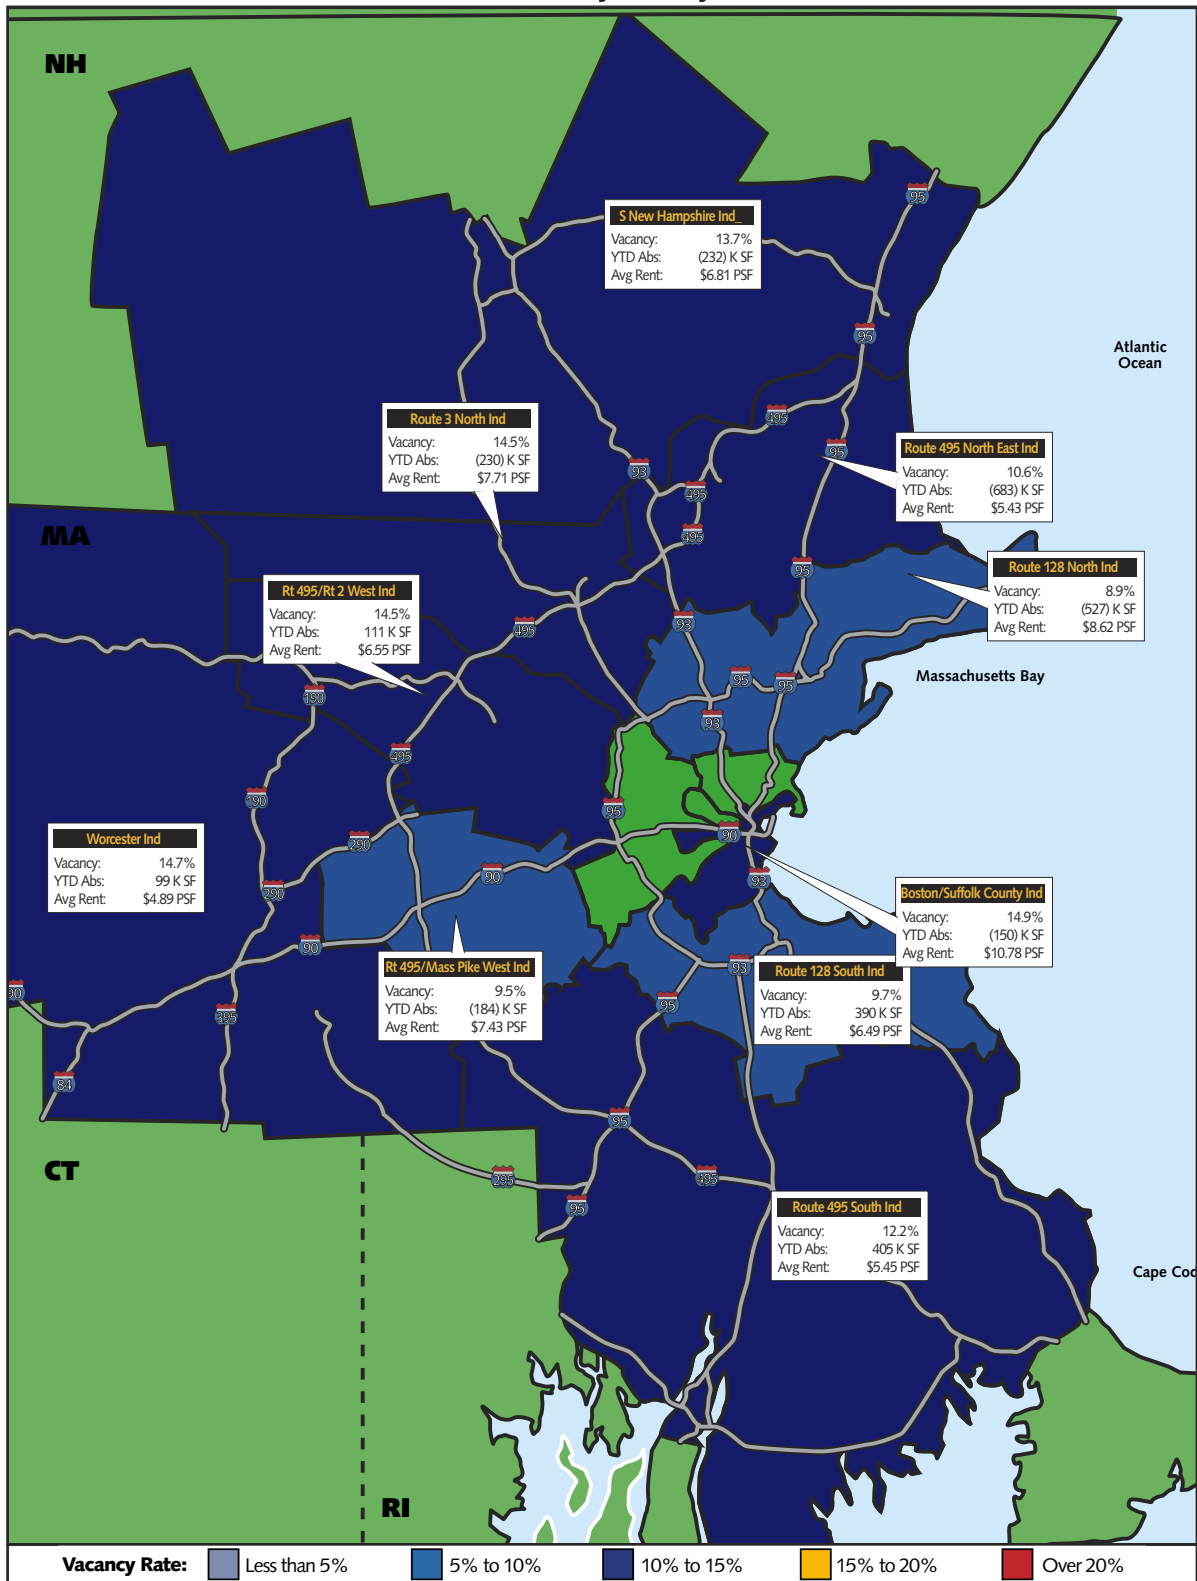 NH
S New Hampshire Ind_
Vacancy: 13.7%
YTD Abs: (232) K SF
Avg Rent: $6.81 PSF
95
95
Atlantic
Ocean
Route 3 North Ind
Vacancy: 14.5%
YTD Abs: (230) K SF
Avg Rent: $7.71 PSF
495
95
93
495
495
Route 495 North East Ind
Vacancy: 10.6%
YTD Abs: (683) K SF
Avg Rent: $5.43 PSF
MA
95
Route 128 North Ind
Vacancy: 8.9%
YTD Abs: (527) K SF
Avg Rent: $8.62 PSF
Rt 495/Rt 2 West Ind
Vacancy: 14.5%
YTD Abs: 111 K SF
Avg Rent: $6.55 PSF
495
93
Massachusetts Bay
190
95
95
93
495
190
95
290
90
Worcester Ind
Vacancy: 14.7%
YTD Abs: 99 K SF
Avg Rent: $4.89 PSF
290
90
93
Boston/Suffolk County Ind
Vacancy: 14.9%
YTD Abs: (150) K SF
Avg Rent: $10.78 PSF
90
Rt 495/Mass Pike West Ind
Vacancy: 9.5%
YTD Abs: (184) K SF
Avg Rent: $7.43 PSF
93
Route 128 South Ind
Vacancy: 9.7%
YTD Abs: 390 K SF
Avg Rent: $6.49 PSF
90
395
95
84
95
CT
295
495
95
Route 495 South Ind
Vacancy: 12.2%
YTD Abs: 405 K SF
Avg Rent: $5.45 PSF
Cape Cod
RI
Vacancy Rate: Less than 5% 5% to 10% 10% to 15% 15% to 20% Over 20%